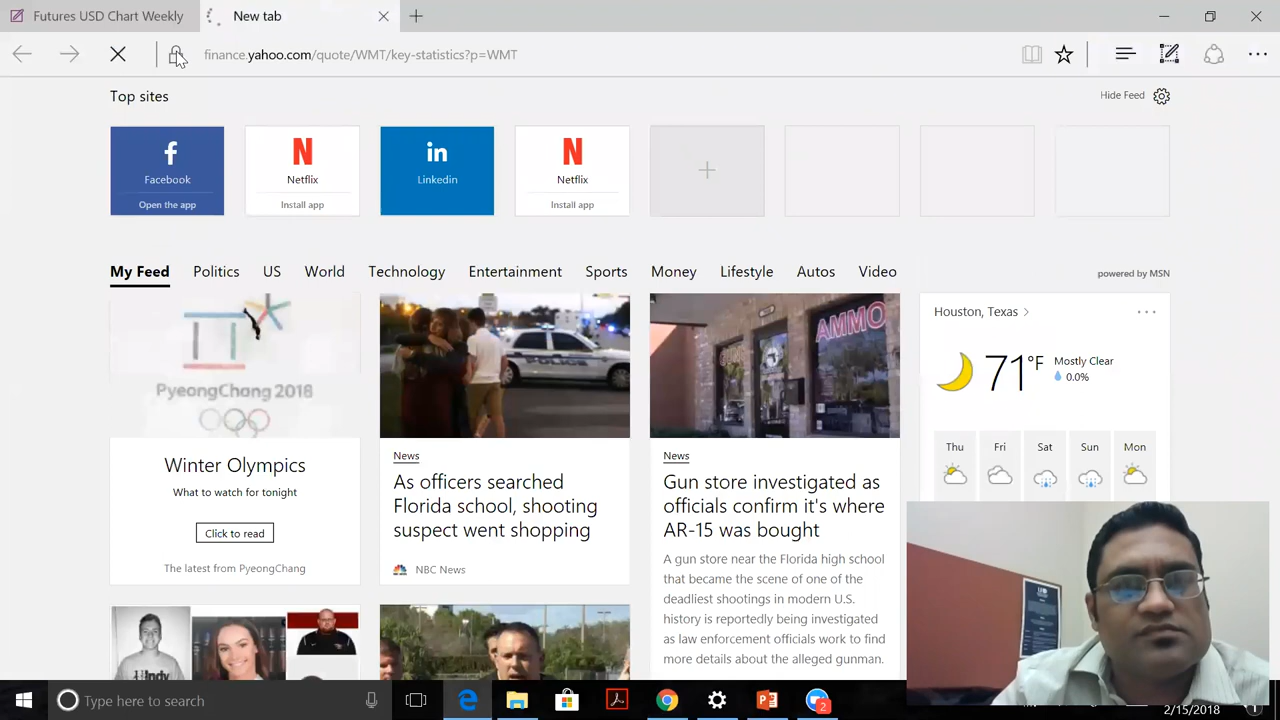 Futures USD Chart Weekly
New tab
finance.yahoo.com/quote/WMT/key-statistics?p=WMT
Top sites
Hide Feed
Facebook
Open the app
N
Netflix
Install app
in
Linkedin
N
Netflix
Install app
My Feed Politics US World Technology Entertainment Sports Money Lifestyle Autos Video
powered by MSN
PyeongChang 2018
Winter Olympics
What to watch for tonight
Click to read
The latest from PyeongChang
News
As officers searched
Florida school, shooting
suspect went shopping
NBC News
AMMO
News
Gun store investigated as
officials confirm it's where
AR-15 was bought
A gun store near the Florida high school
that became the scene of one of the
deadliest shootings in modern U.S.
history is reportedly being investigated
as law enforcement officials work to find
more details about the alleged gunman.
Houston, Texas
71°F
Mostly Clear
0.0%
Thu Fri Sat Sun Mon
Type here to search
2
2/15/2018
1